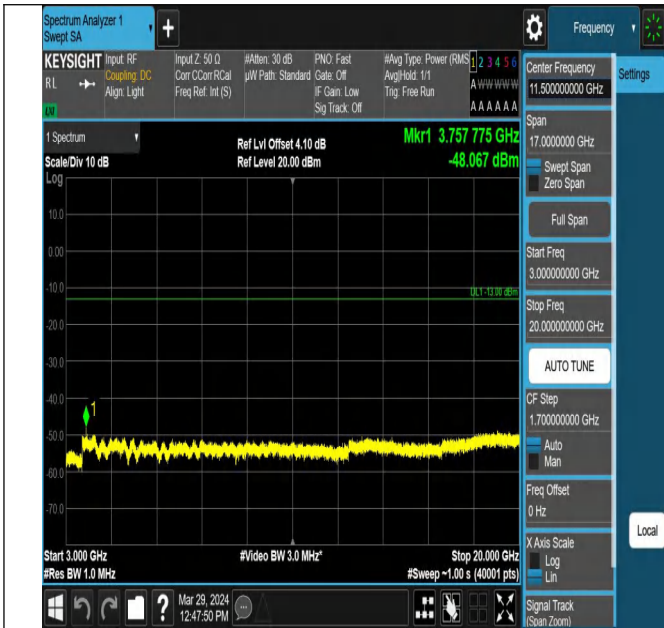 Spectrum Analyzer 1
Swept SA
+
Frequency
KEYSIGHT
RL
LXI
Input: RF
Coupling: DC
Align: Light
Input Z: 50 Ω
Corr CCorr RCal
Freq Ref: Int (S)
#Atten: 30 dB
µW Path: Standard
PNO: Fast
Gate: Off
IF Gain: Low
Sig Track: Off
#Avg Type: Power (RMS
Avg|Hold: 1/1
Trig: Free Run
1 2 3 4 5 6
A W W W W W
A A A A A A
Center Frequency
11.500000000 GHz
Settings
1 Spectrum
Scale/Div 10 dB
Log
Ref Lvl Offset 4.10 dB
Ref Level 20.00 dBm
Mkr1 3.757 775 GHz
-48.067 dBm
10.0
0.00
-10.0
-20.0
-30.0
-40.0
-50.0
-60.0
-70.0
DL1 -13.00 dBm
1
Start 3.000 GHz
#Res BW 1.0 MHz
#Video BW 3.0 MHz*
Stop 20.000 GHz
#Sweep ~1.00 s (40001 pts)
Span
17.0000000 GHz
Swept Span
Zero Span
Full Span
Start Freq
3.000000000 GHz
Stop Freq
20.000000000 GHz
AUTO TUNE
CF Step
1.700000000 GHz
Auto
Man
Freq Offset
0 Hz
X Axis Scale
Log
Lin
Local
Signal Track
(Span Zoom)
?
Mar 29, 2024
12:47:50 PM